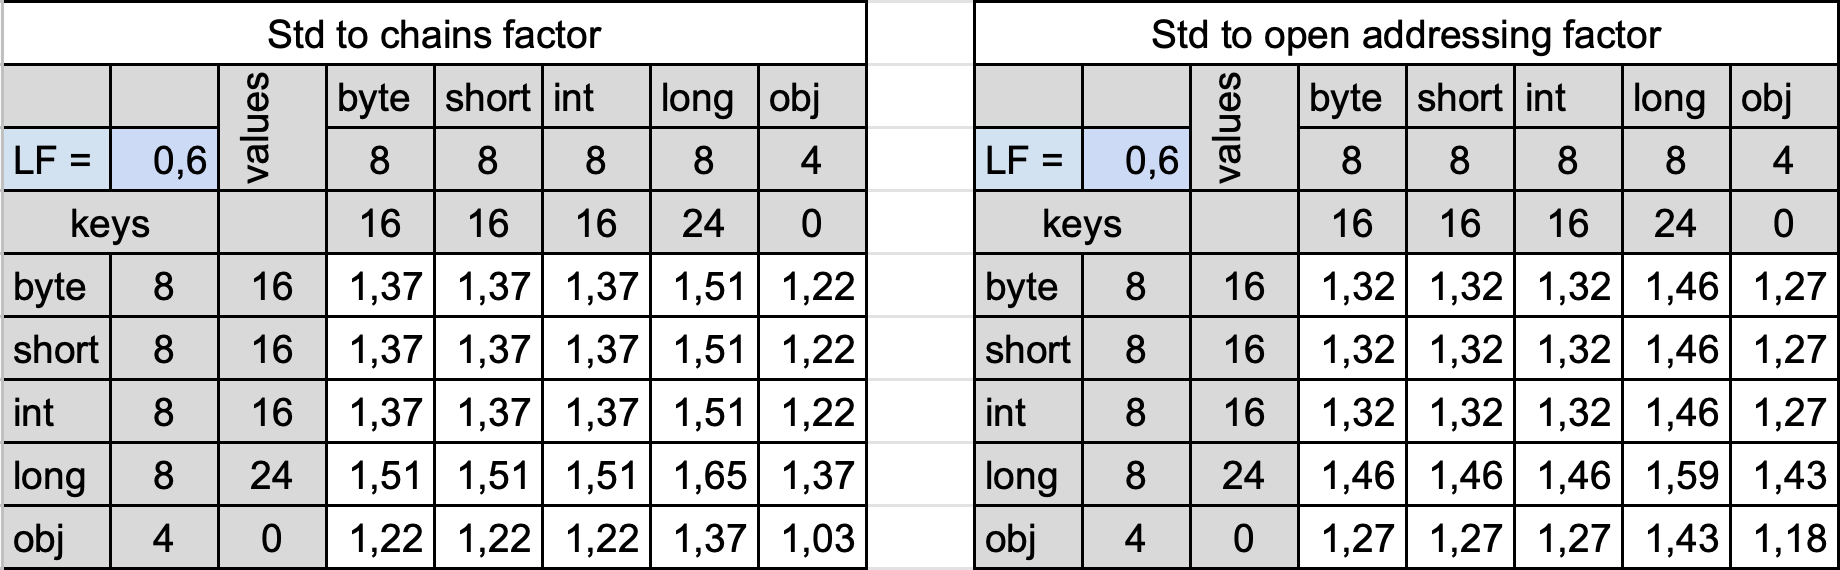 Std to chains factor Std to open addressing factor
values byte short int long obj values byte short int long obj
LF = 0,6 8 8 8 8 4 LF = 0,6 8 8 8 8 4
keys 16 16 16 24 0 keys 16 16 16 24 0
byte 8 16 1,37 1,37 1,37 1,51 1,22 byte 8 16 1,32 1,32 1,32 1,46 1,27
short 8 16 1,37 1,37 1,37 1,51 1,22 short 8 16 1,32 1,32 1,32 1,46 1,27
int 8 16 1,37 1,37 1,37 1,51 1,22 int 8 16 1,32 1,32 1,32 1,46 1,27
long 8 24 1,51 1,51 1,51 1,65 1,37 long 8 24 1,46 1,46 1,46 1,59 1,43
obj 4 0 1,22 1,22 1,22 1,37 1,03 obj 4 0 1,27 1,27 1,27 1,43 1,18